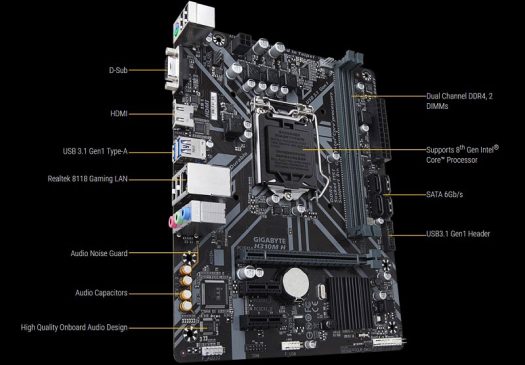 D-Sub
HDMI
USB 3.1 Gen1 Type-A
Realtek 8118 Gaming LAN
Audio Noise Guard
Audio Capacitors
High Quality Onboard Audio Design
Dual Channel DDR4, 2
DIMMs
Supports 8th Gen Intel®
Core™ Processor
SATA 6Gb/s
USB3.1 Gen1 Header
GIGABYTE
H310M H